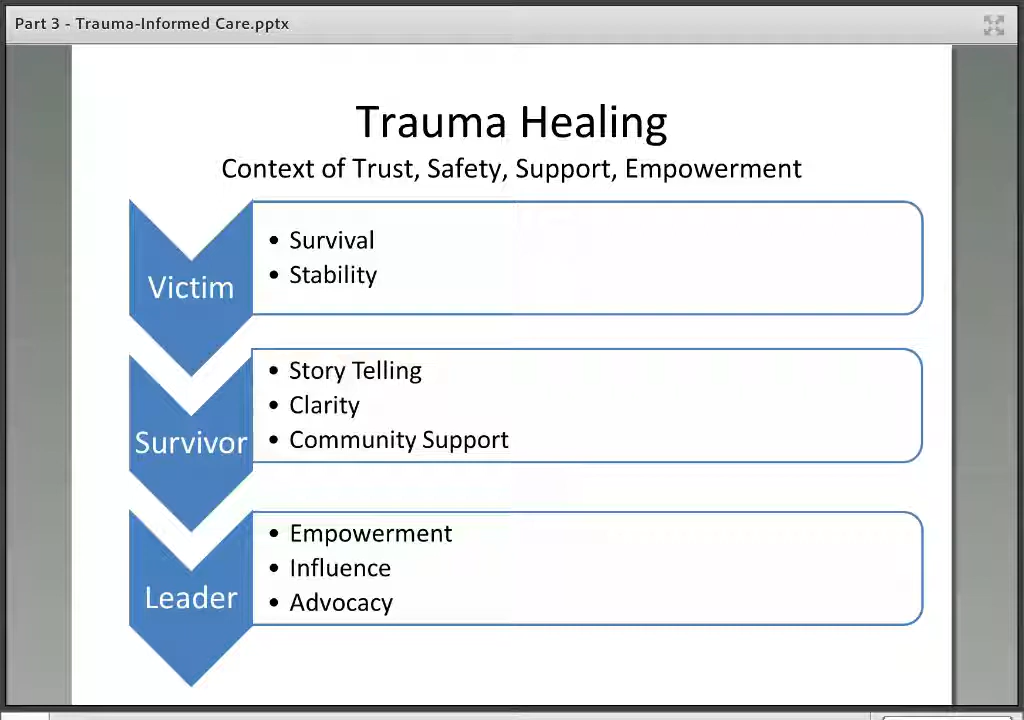 Part 3 - Trauma-Informed Care.pptx
Trauma Healing
Context of Trust, Safety, Support, Empowerment
Victim
• Survival
• Stability
Survivor
• Story Telling
• Clarity
• Community Support
Leader
• Empowerment
• Influence
• Advocacy